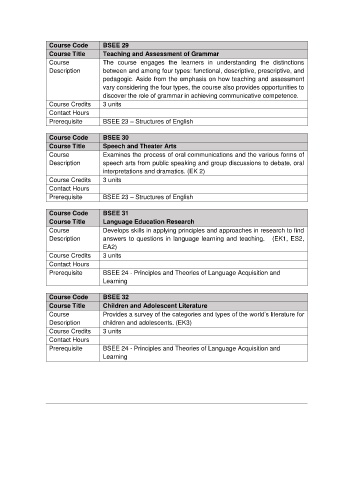 Course Code BSEE 29
Course Title Teaching and Assessment of Grammar
Course The course engages the learners in understanding the distinctions
Description between and among four types: functional, descriptive, prescriptive, and
pedagogic. Aside from the emphasis on how teaching and assessment
vary considering the four types, the course also provides opportunities to
discover the role of grammar in achieving communicative competence.
Course Credits 3 units
Contact Hours
Prerequisite BSEE 23 – Structures of English
Course Code BSEE 30
Course Title Speech and Theater Arts
Course Examines the process of oral communications and the various forms of
Description speech arts from public speaking and group discussions to debate, oral
interpretations and dramatics. (EK 2)
Course Credits 3 units
Contact Hours
Prerequisite BSEE 23 – Structures of English
Course Code BSEE 31
Course Title Language Education Research
Course Develops skills in applying principles and approaches in research to find
Description answers to questions in language learning and teaching. (EK1, ES2,
EA2)
Course Credits 3 units
Contact Hours
Prerequisite BSEE 24 - Principles and Theories of Language Acquisition and
Learning
Course Code BSEE 32
Course Title Children and Adolescent Literature
Course Provides a survey of the categories and types of the world's literature for
Description children and adolescents. (EK3)
Course Credits 3 units
Contact Hours
Prerequisite BSEE 24 - Principles and Theories of Language Acquisition and
Learning